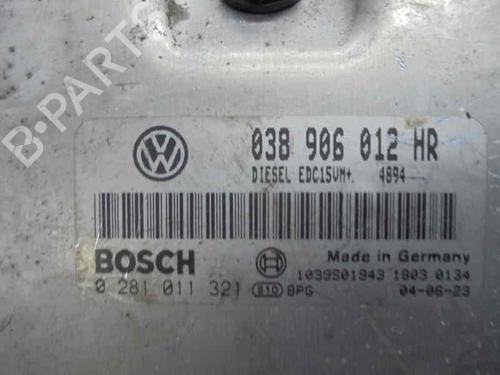 B-PARTS
038 906 012 HR
DIESEL EDC15VM+ 4894
BOSCH
Made in Germany
0 281 011 321
1039S01943 1803 0134
e10 BPG
04-06-23